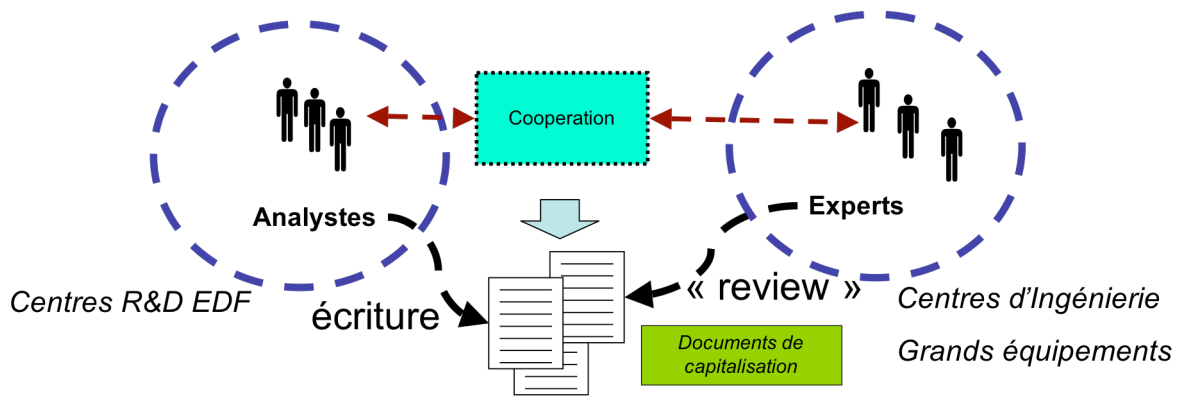 Cooperation
Analystes
Experts
Centres R&D EDF
écriture
« review »
Centres d’Ingénierie
Grands équipements
Documents de
capitalisation